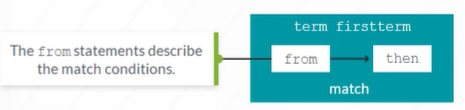 The from statements describe
the match conditions.
term firstterm
from
then
match